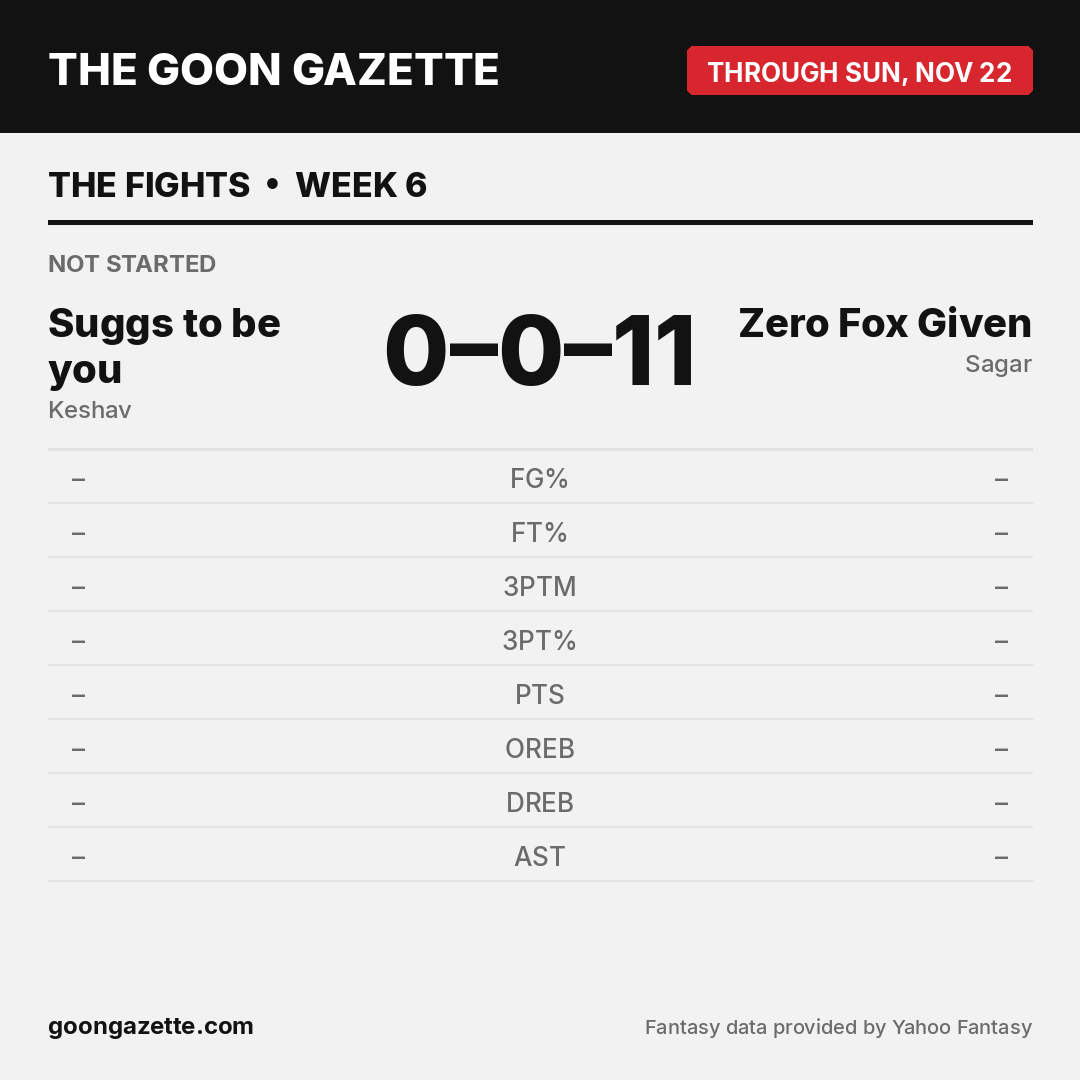 THE GOON GAZETTE
THROUGH SUN, NOV 22
THE FIGHTS • WEEK 6
NOT STARTED
Suggs to be
you
Keshav
0–0–11
Zero Fox Given
Sagar
– FG% –
– FT% –
– 3PTM –
– 3PT% –
– PTS –
– OREB –
– DREB –
– AST –
goongazette.com
Fantasy data provided by Yahoo Fantasy